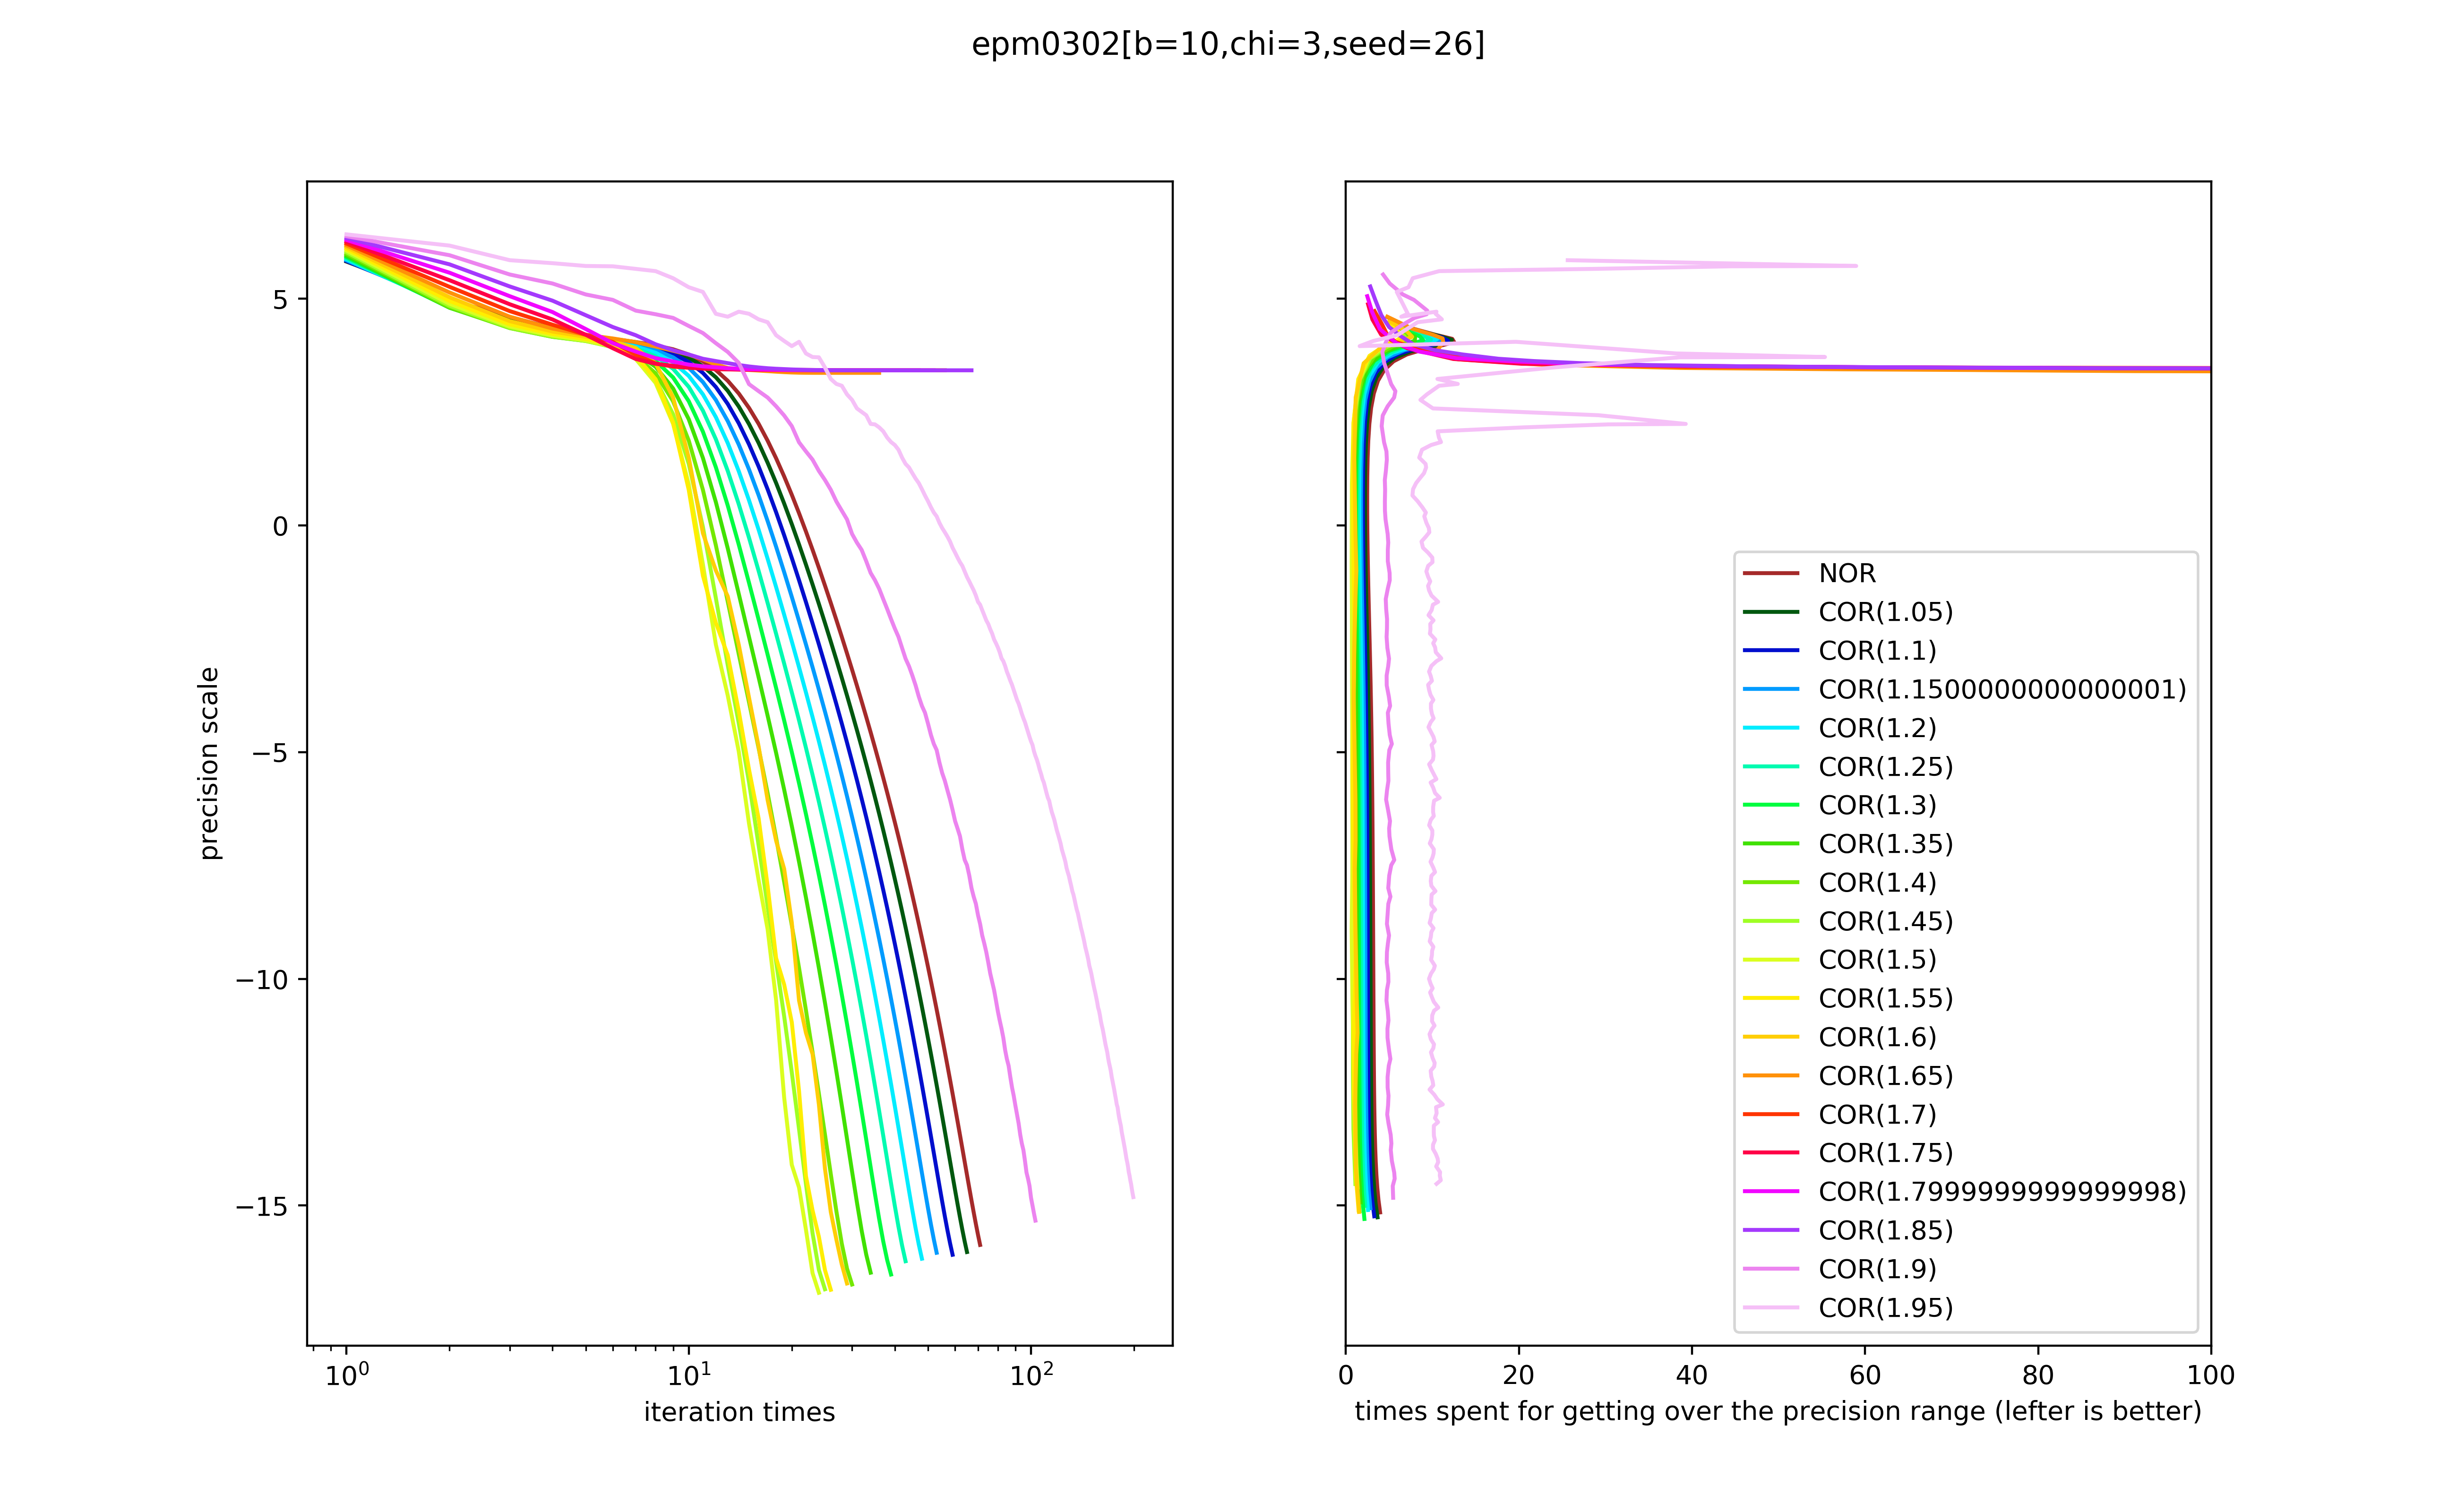 epm0302[b=10,chi=3,seed=26]
precision scale
5
0
−5
−10
−15
10⁰
10¹
10²
iteration times
NOR
COR(1.05)
COR(1.1)
COR(1.1500000000000001)
COR(1.2)
COR(1.25)
COR(1.3)
COR(1.35)
COR(1.4)
COR(1.45)
COR(1.5)
COR(1.55)
COR(1.6)
COR(1.65)
COR(1.7)
COR(1.75)
COR(1.7999999999999998)
COR(1.85)
COR(1.9)
COR(1.95)
0 20 40 60 80 100
times spent for getting over the precision range (lefter is better)